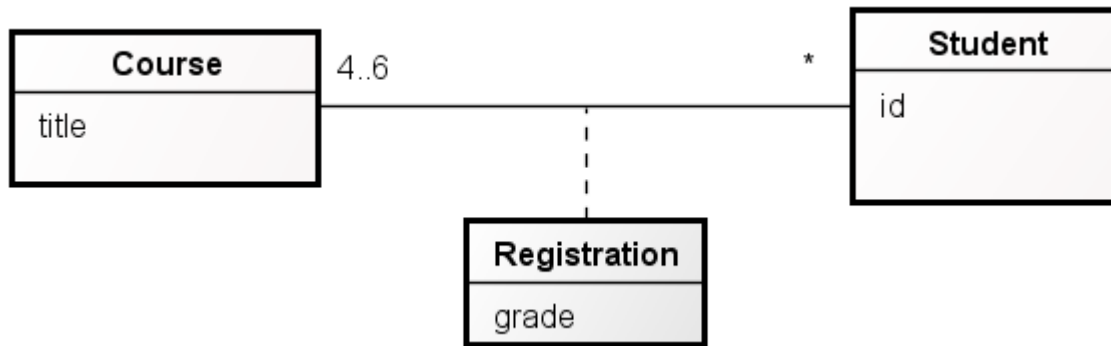 Course
title
4..6
*
Student
id
Registration
grade